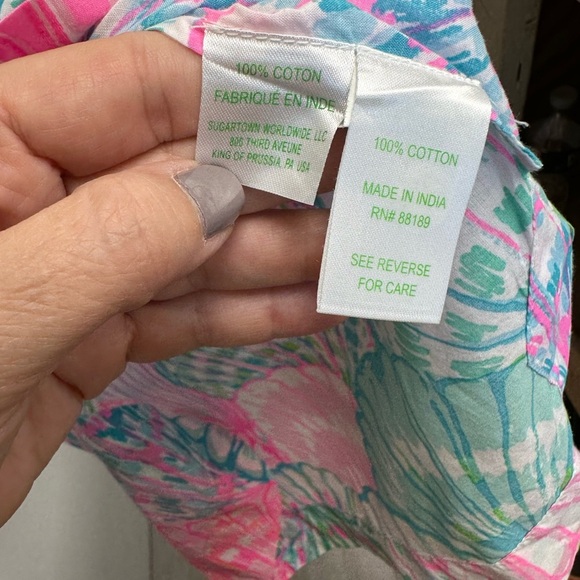 100% COTON
FABRIQUÉ EN INDE
SUGARTOWN WORLDWIDE LLC
800 THIRD AVEUNE
KING OF PRUSSIA, PA USA
100% COTTON
MADE IN INDIA
RN# 88189
SEE REVERSE
FOR CARE